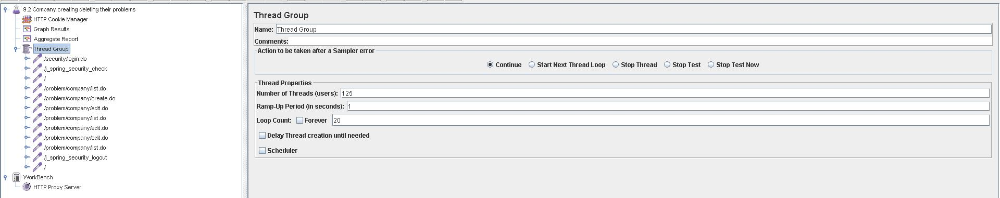 9.2 Company creating deleting their problems
HTTP Cookie Manager
Graph Results
Aggregate Report
Thread Group
/security/login.do
/j_spring_security_check
/
/problem/company/list.do
/problem/company/create.do
/problem/company/edit.do
/problem/company/list.do
/problem/company/edit.do
/problem/company/edit.do
/problem/company/list.do
/j_spring_security_logout
/
WorkBench
HTTP Proxy Server
Thread Group
Name: Thread Group
Comments:
Action to be taken after a Sampler error
Continue Start Next Thread Loop Stop Thread Stop Test Stop Test Now
Thread Properties
Number of Threads (users): 125
Ramp-Up Period (in seconds): 1
Loop Count: Forever 20
Delay Thread creation until needed
Scheduler